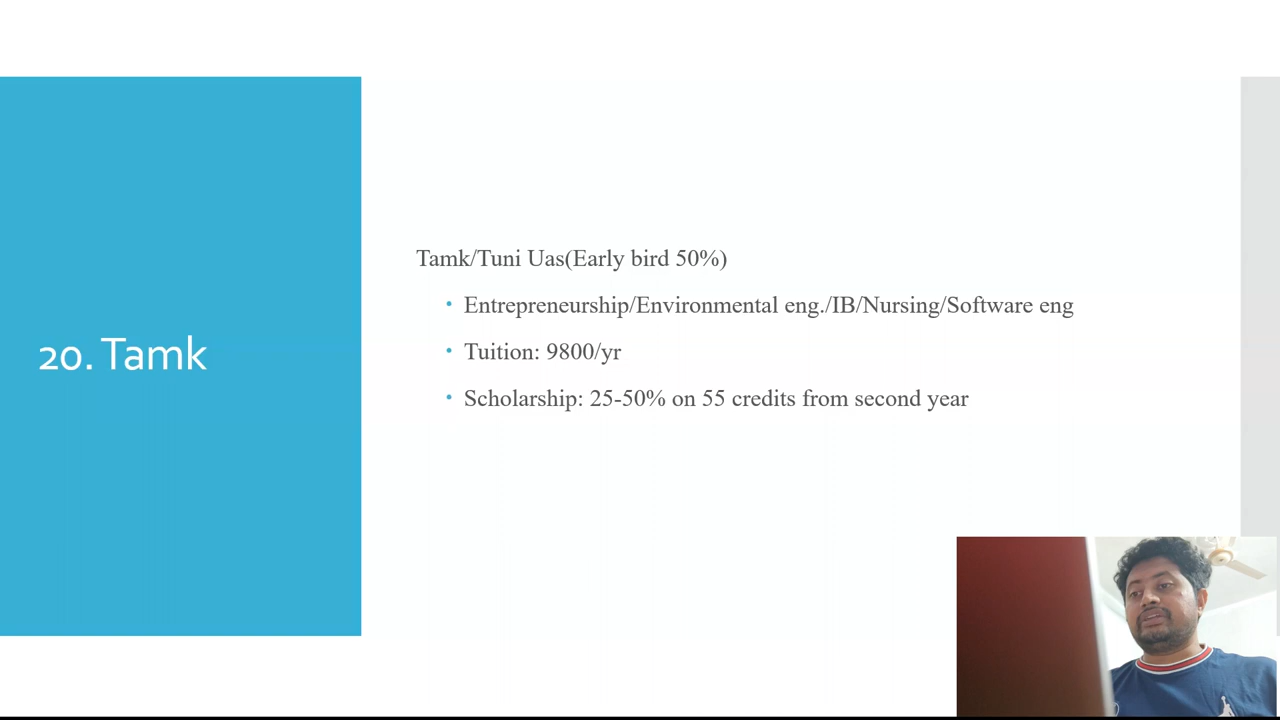 20. Tamk
Tamk/Tuni Uas(Early bird 50%)
• Entrepreneurship/Environmental eng./IB/Nursing/Software eng
• Tuition: 9800/yr
• Scholarship: 25-50% on 55 credits from second year